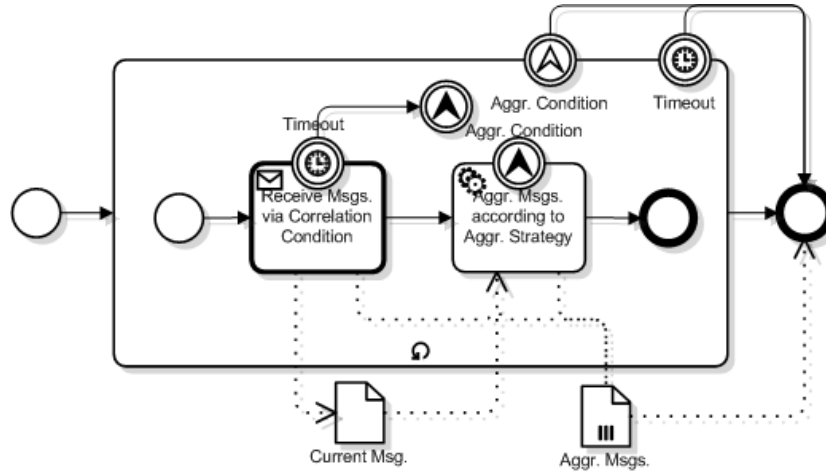 Aggr. Condition
Timeout
Timeout
Aggr. Condition
Receive Msgs.
via Correlation
Condition
Aggr. Msgs.
according to
Aggr. Strategy
Current Msg.
Aggr. Msgs.